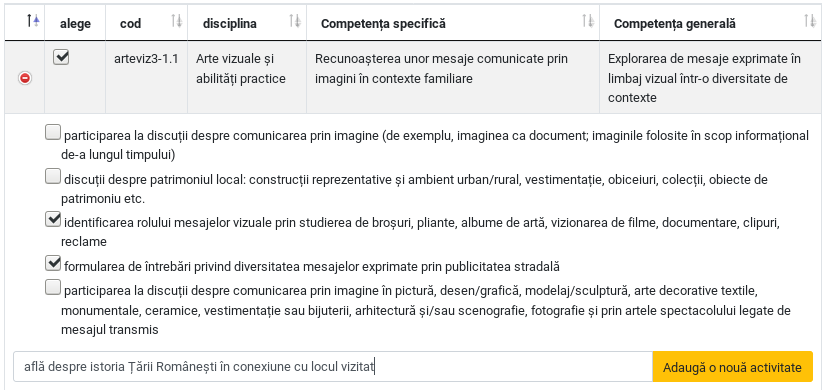 alege cod disciplina Competența specifică Competența generală
arteviz3-1.1 Arte vizuale și Recunoașterea unor mesaje comunicate prin Explorarea de mesaje exprimate în
abilități practice imagini în contexte familiare limbaj vizual într-o diversitate de
contexte
participarea la discuții despre comunicarea prin imagine (de exemplu, imaginea ca document; imaginile folosite în scop informațional
de-a lungul timpului)
discuții despre patrimoniul local: construcții reprezentative și ambient urban/rural, vestimentație, obiceiuri, colecții, obiecte de
patrimoniu etc.
identificarea rolului mesajelor vizuale prin studierea de broșuri, pliante, albume de artă, vizionarea de filme, documentare, clipuri,
reclame
formularea de întrebări privind diversitatea mesajelor exprimate prin publicitatea stradală
participarea la discuții despre comunicarea prin imagine în pictură, desen/grafică, modelaj/sculptură, arte decorative textile,
monumentale, ceramice, vestimentație sau bijuterii, arhitectură și/sau scenografie, fotografie și prin artele spectacolului legate de
mesajul transmis
află despre istoria Țării Românești în conexiune cu locul vizitat Adaugă o nouă activitate